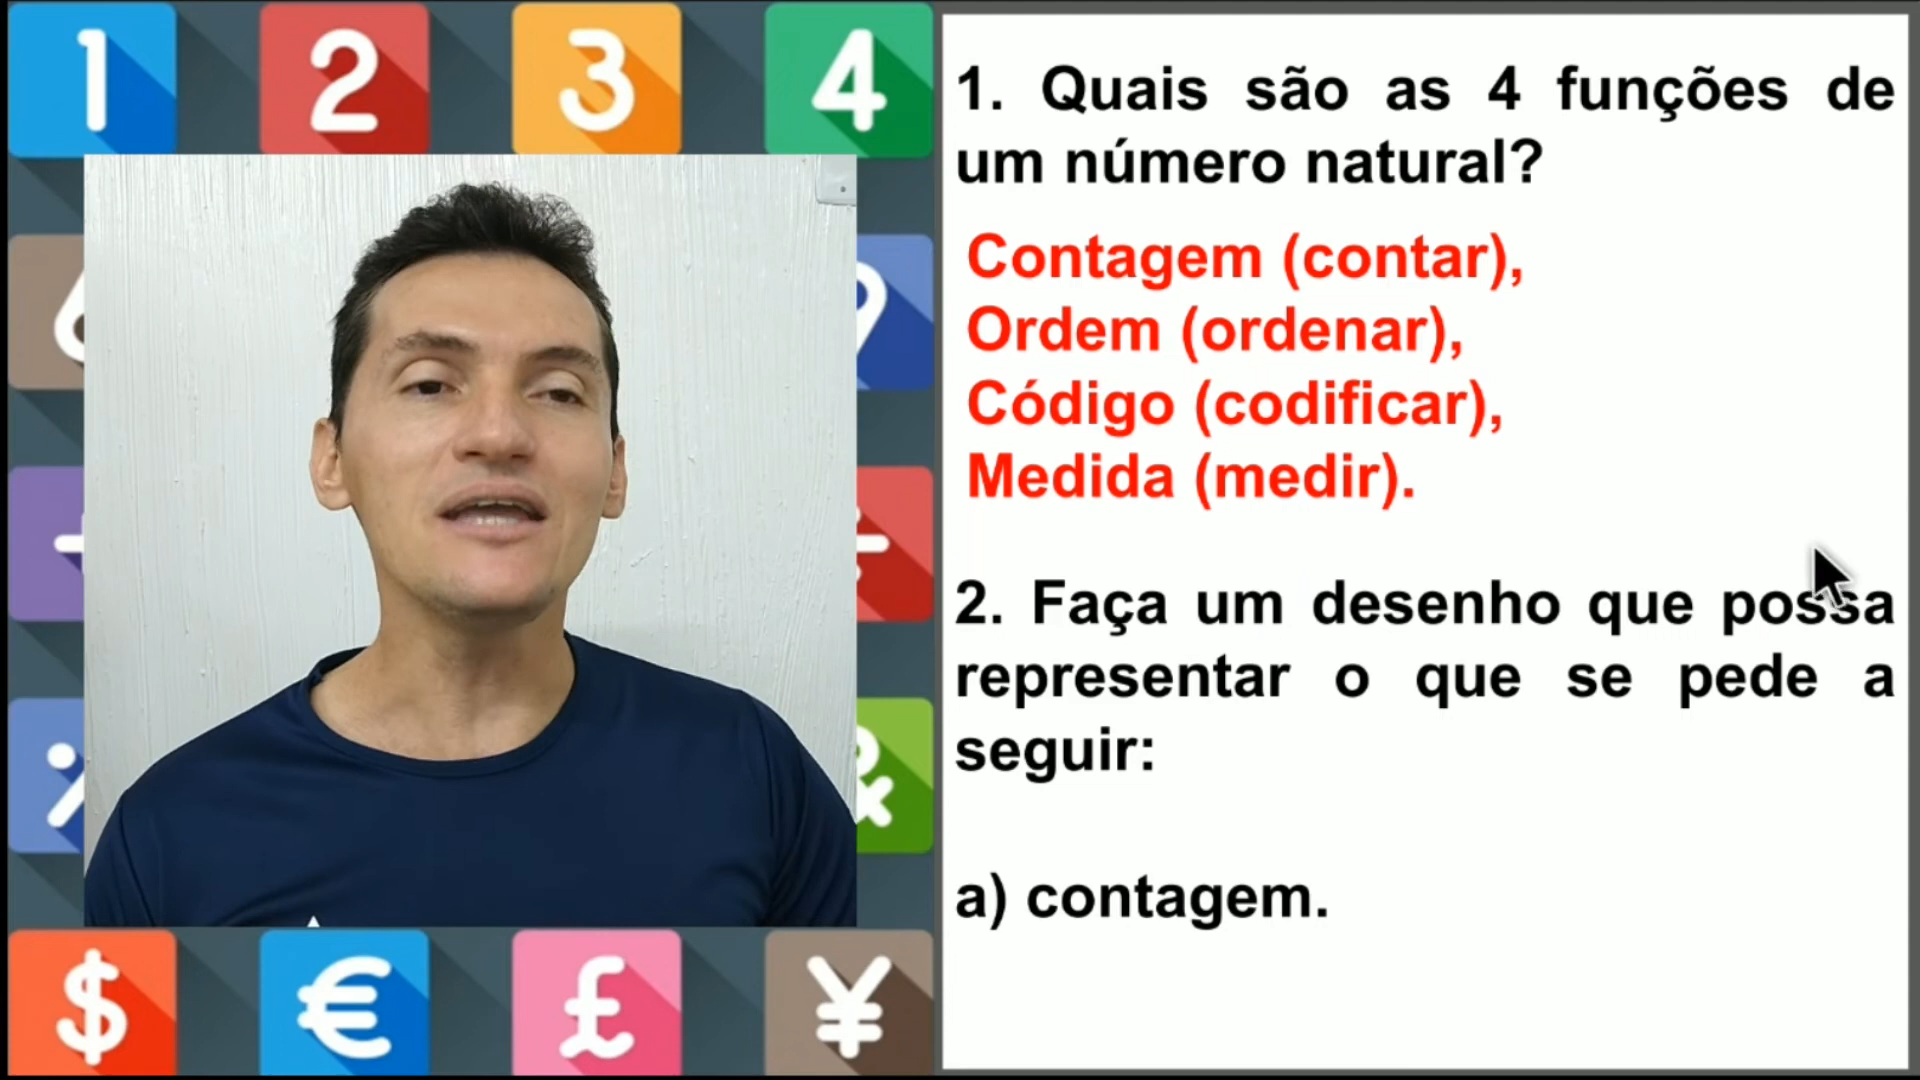 1 2 3 4
1. Quais são as 4 funções de
um número natural?
Contagem (contar),
Ordem (ordenar),
Código (codificar),
Medida (medir).
2. Faça um desenho que possa
representar o que se pede a
seguir:
a) contagem.
$ € £ ¥